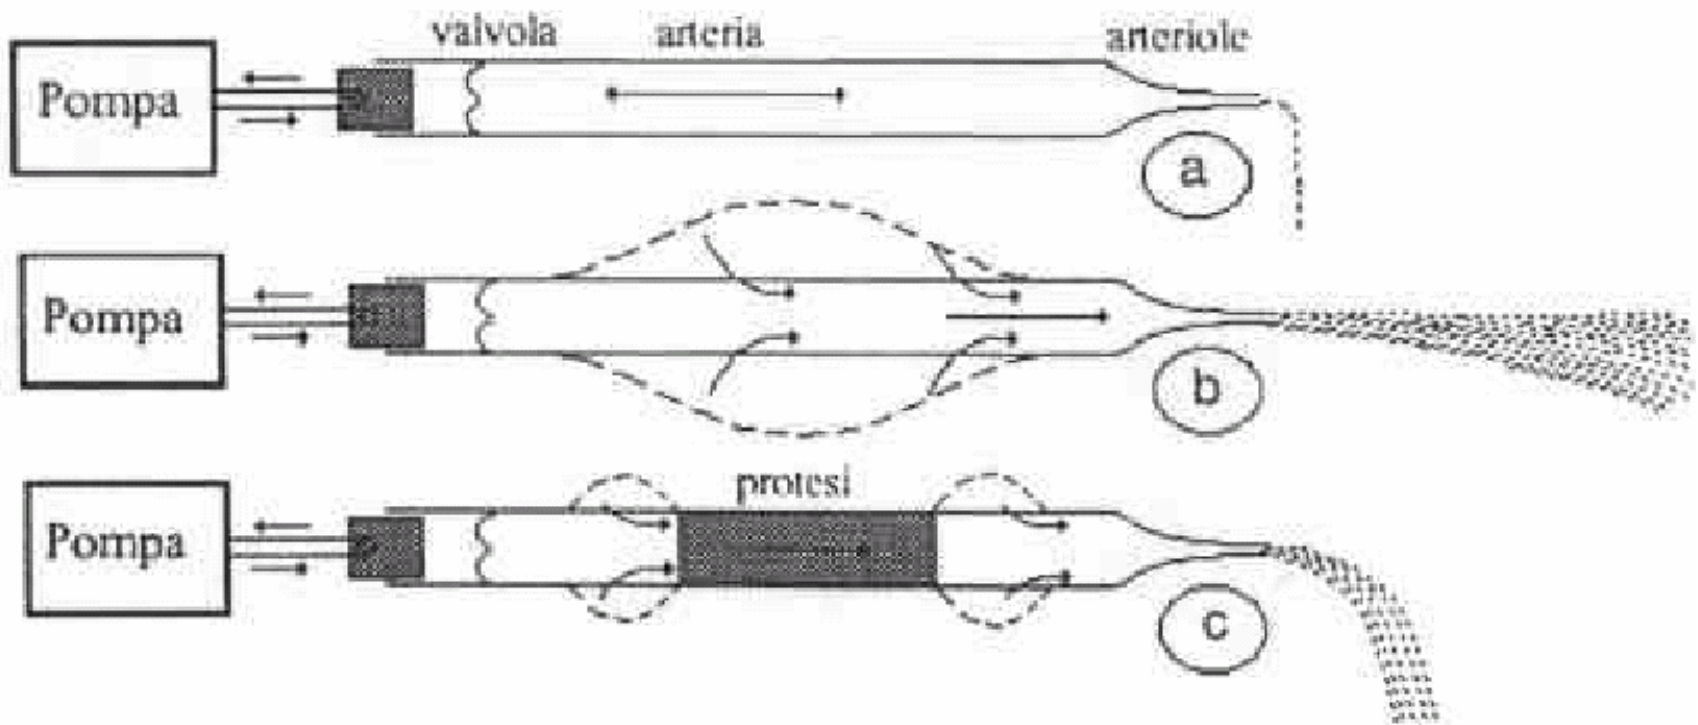 valvola arteria arteriole
Pompa
a
Pompa
b
protesi
Pompa
c